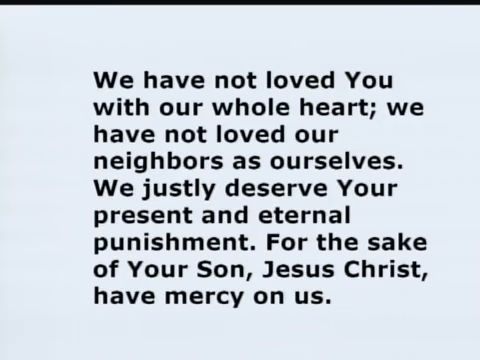 We have not loved You
with our whole heart; we
have not loved our
neighbors as ourselves.
We justly deserve Your
present and eternal
punishment. For the sake
of Your Son, Jesus Christ,
have mercy on us.